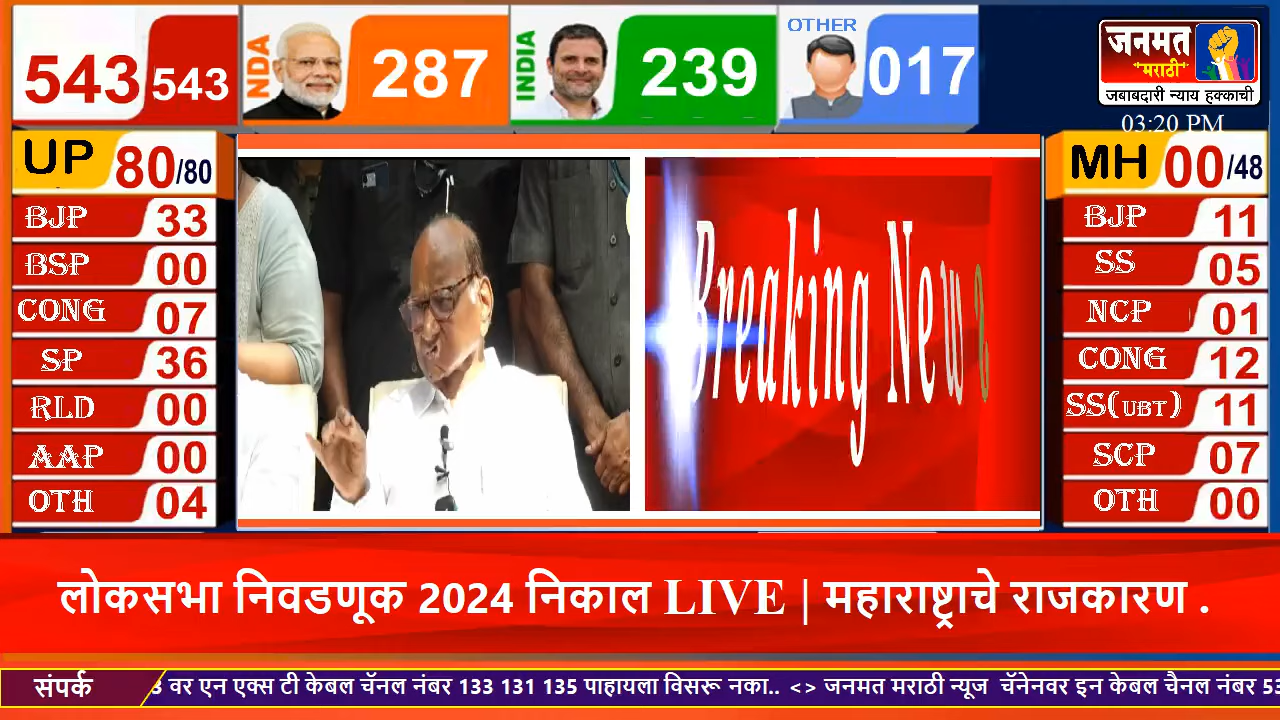 543 543
NDA 287
INDIA 239
OTHER 017
जनमत
"मराठी"
जबाबदारी न्याय हक्काची
03:20 PM
UP 80/80
BJP 33
BSP 00
CONG 07
SP 36
RLD 00
AAP 00
OTH 04
Breaking News
MH 00/48
BJP 11
SS 05
NCP 01
CONG 12
SS(UBT) 11
SCP 07
OTH 00
लोकसभा निवडणूक 2024 निकाल LIVE | महाराष्ट्राचे राजकारण .
संपर्क
3 वर एन एक्स टी केबल चॅनल नंबर 133 131 135 पाहायला विसरू नका.. <> जनमत मराठी न्यूज चॅनेनवर इन केबल चैनल नंबर 53